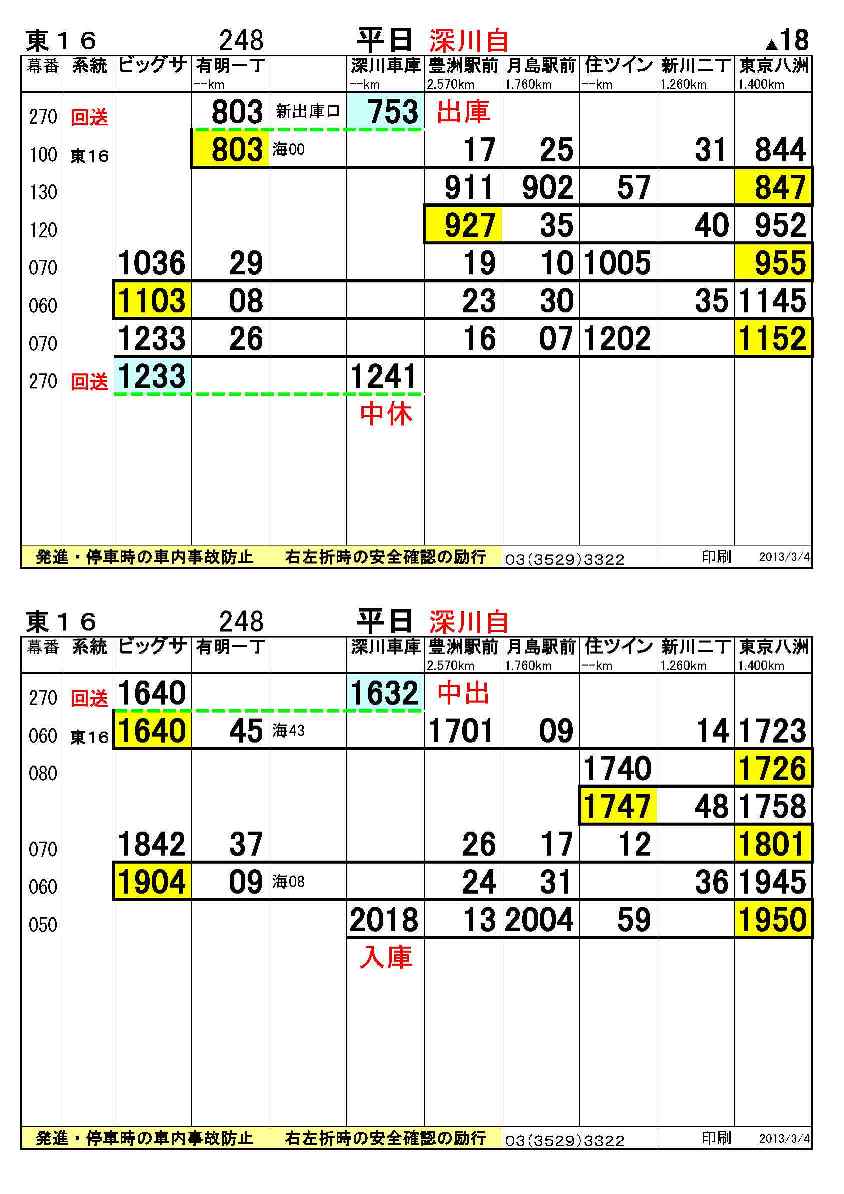 東１６ 248 平日 深川自 ▲18
幕番 系統 ビッグサ 有明一丁 深川車庫 豊洲駅前 月島駅前 住ツイン 新川二丁 東京八洲
--km --km 2.570km 1.760km --km 1.260km 1.400km
270 回送 803 新出庫口 753 出庫
100 東16 803 海00 17 25 31 844
130 911 902 57 847
120 927 35 40 952
070 1036 29 19 10 1005 955
060 1103 08 23 30 35 1145
070 1233 26 16 07 1202 1152
270 回送 1233 1241
中休
発進・停車時の車内事故防止 右左折時の安全確認の励行 03(3529)3322 印刷 2013/3/4
東１６ 248 平日 深川自
幕番 系統 ビッグサ 有明一丁 深川車庫 豊洲駅前 月島駅前 住ツイン 新川二丁 東京八洲
2.570km 1.760km --km 1.260km 1.400km
270 回送 1640 1632 中出
060 東16 1640 45 海43 1701 09 14 1723
080 1740 1726
1747 48 1758
070 1842 37 26 17 12 1801
060 1904 09 海08 24 31 36 1945
050 2018 13 2004 59 1950
入庫
発進・停車時の車内事故防止 右左折時の安全確認の励行 03(3529)3322 印刷 2013/3/4